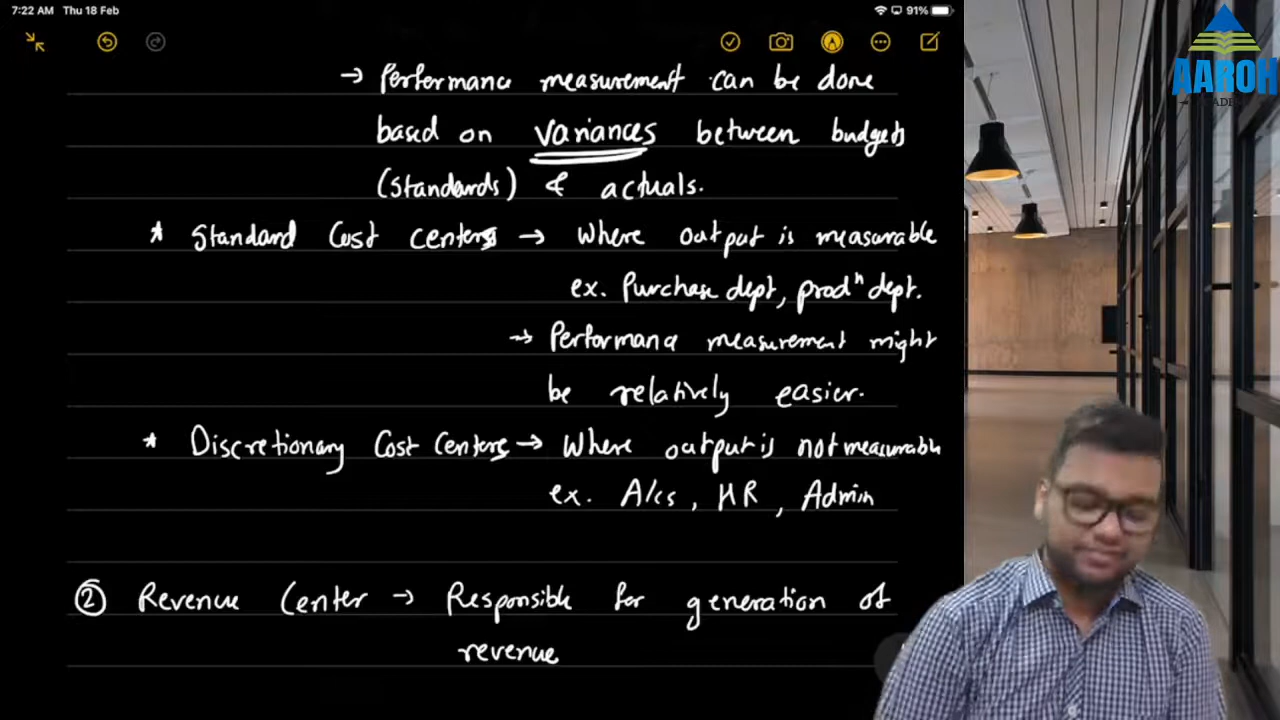 7:22 AM Thu 18 Feb
91%
AAROH
→ Performance measurement can be done
based on variances between budgets
(standards) & actuals.
* Standard Cost centers → Where output is measurable
ex. Purchase dept, prodⁿ dept.
→ Performance measurement might
be relatively easier.
* Discretionary Cost Centers → Where output is not measurable
ex. A/cs, HR, Admin
② Revenue Center → Responsible for generation of
revenue